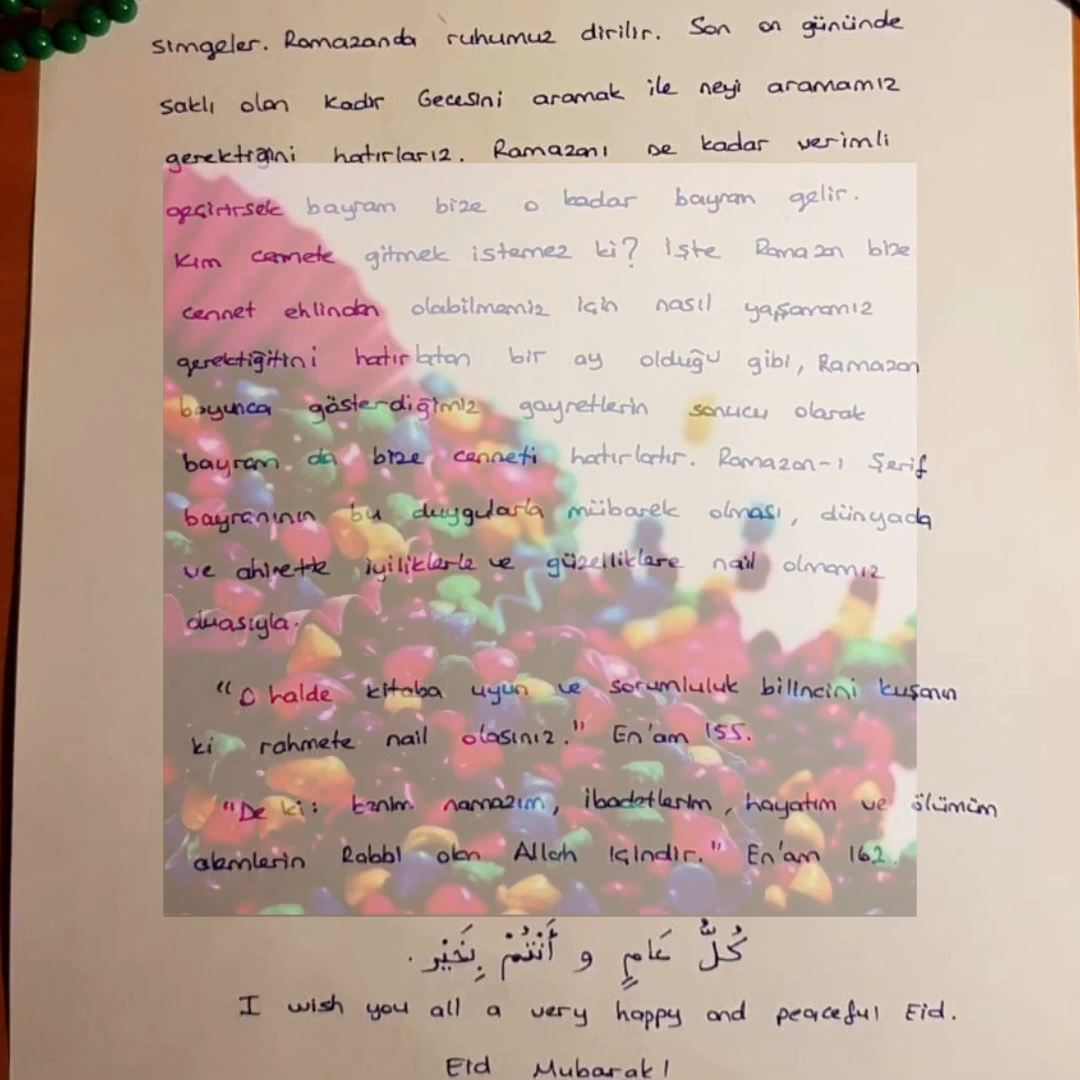 simgeler. Ramazanda ruhumuz dirilir. Son on gününde
saklı olan Kadir Gecesini aramak ile neyi aramamız
gerektiğini hatırlarız. Ramazanı ne kadar verimli
geçirirsek bayram bize o kadar bayram gelir.
Kim cennete gitmek istemez ki? İşte Ramazan bize
cennet ehlinden olabilmemiz için nasıl yaşamamız
gerektiğitini hatırlatan bir ay olduğu gibi, Ramazan
boyunca gösterdiğimiz gayretlerin sonucu olarak
bayram da bize cenneti hatırlatır. Ramazan-ı Şerif
bayramının bu duygularla mübarek olması, dünyada
ve ahirette iyiliklerle ve güzelliklere nail olmamız
duasıyla.
"O halde kitaba uyun ve sorumluluk bilincini kuşanın
ki rahmete nail olasınız." En'am 155.
"De ki: benim namazım, ibadetlerim, hayatım ve ölümüm
alemlerin Rabbi olan Allah içindir." En'am 162.
كُلُّ عَامٍ و أَنْتُمْ بِخَيْر.
I wish you all a very happy and peaceful Eid.
Eid Mubarak!